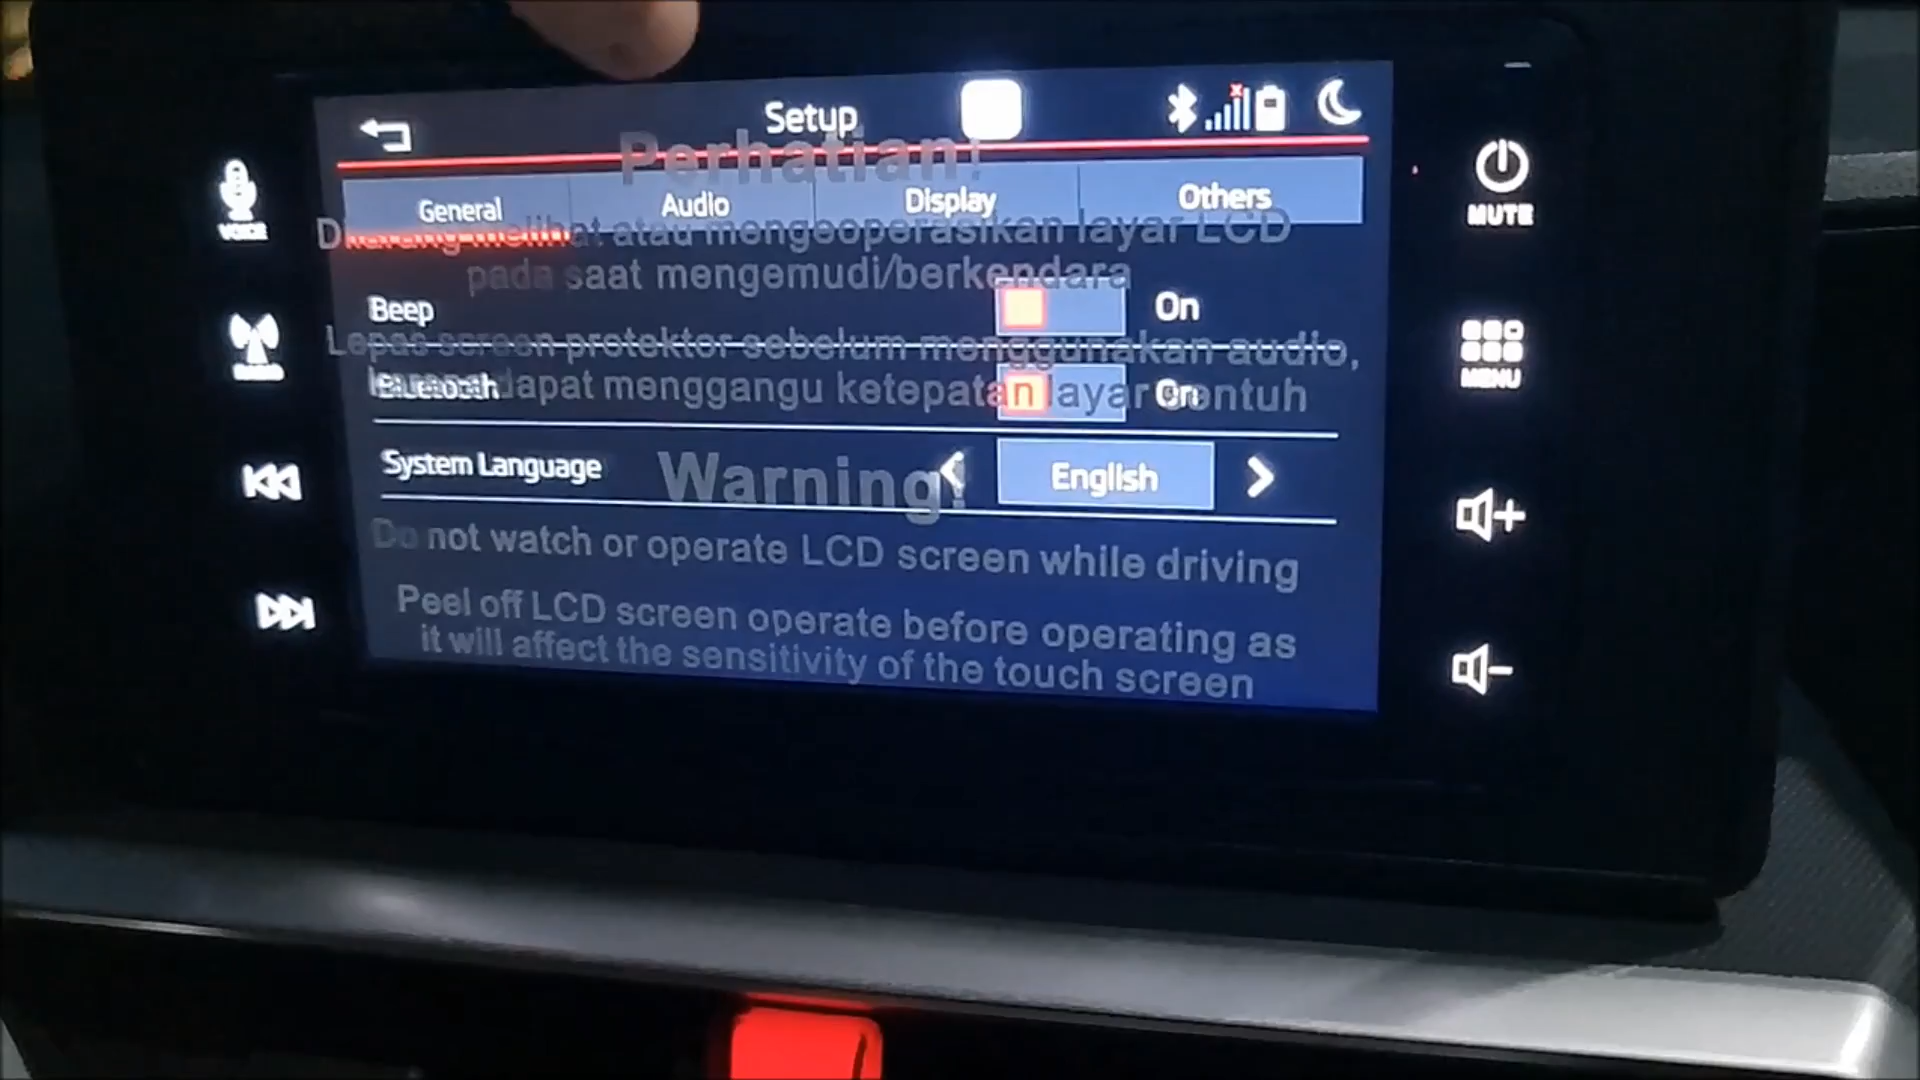 Setup
Perhatian!
General Audio Display Others
Dilarang melihat atau mengeoperasikan layar LCD
pada saat mengemudi/berkendara
Beep On
Lepas screen protektor sebelum menggunakan audio,
Bluetooth On
dapat menggangu ketepatan layar sentuh
System Language English
Warning!
Do not watch or operate LCD screen while driving
Peel off LCD screen operate before operating as
it will affect the sensitivity of the touch screen
VOICE
MUTE
MENU